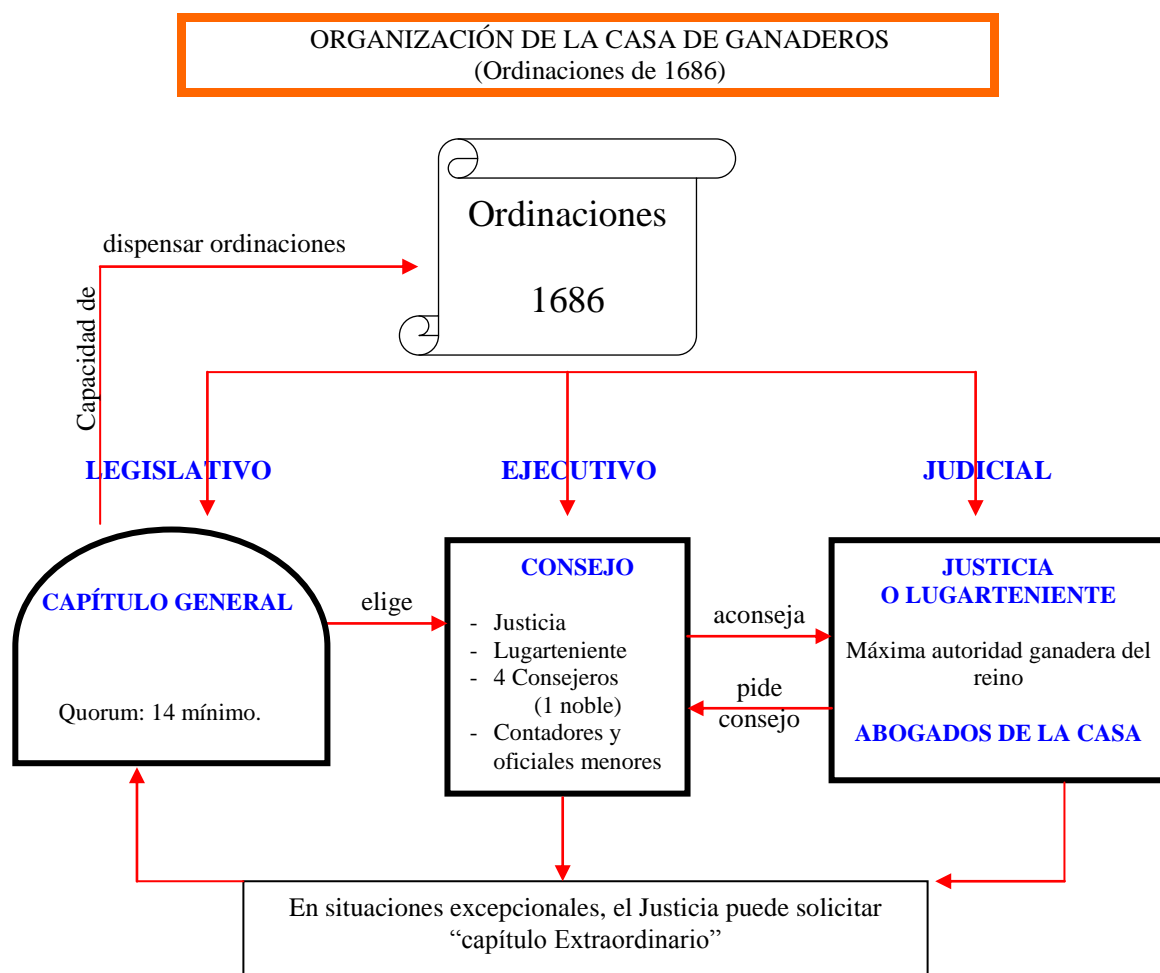 ORGANIZACIÓN DE LA CASA DE GANADEROS
(Ordinaciones de 1686)
Ordinaciones
1686
dispensar ordinaciones
Capacidad de
LEGISLATIVO
EJECUTIVO
JUDICIAL
CAPÍTULO GENERAL
Quorum: 14 mínimo.
elige
CONSEJO
- Justicia
- Lugarteniente
- 4 Consejeros
(1 noble)
- Contadores y
oficiales menores
aconseja
pide
consejo
JUSTICIA
O LUGARTENIENTE
Máxima autoridad ganadera del
reino
ABOGADOS DE LA CASA
En situaciones excepcionales, el Justicia puede solicitar
“capítulo Extraordinario”